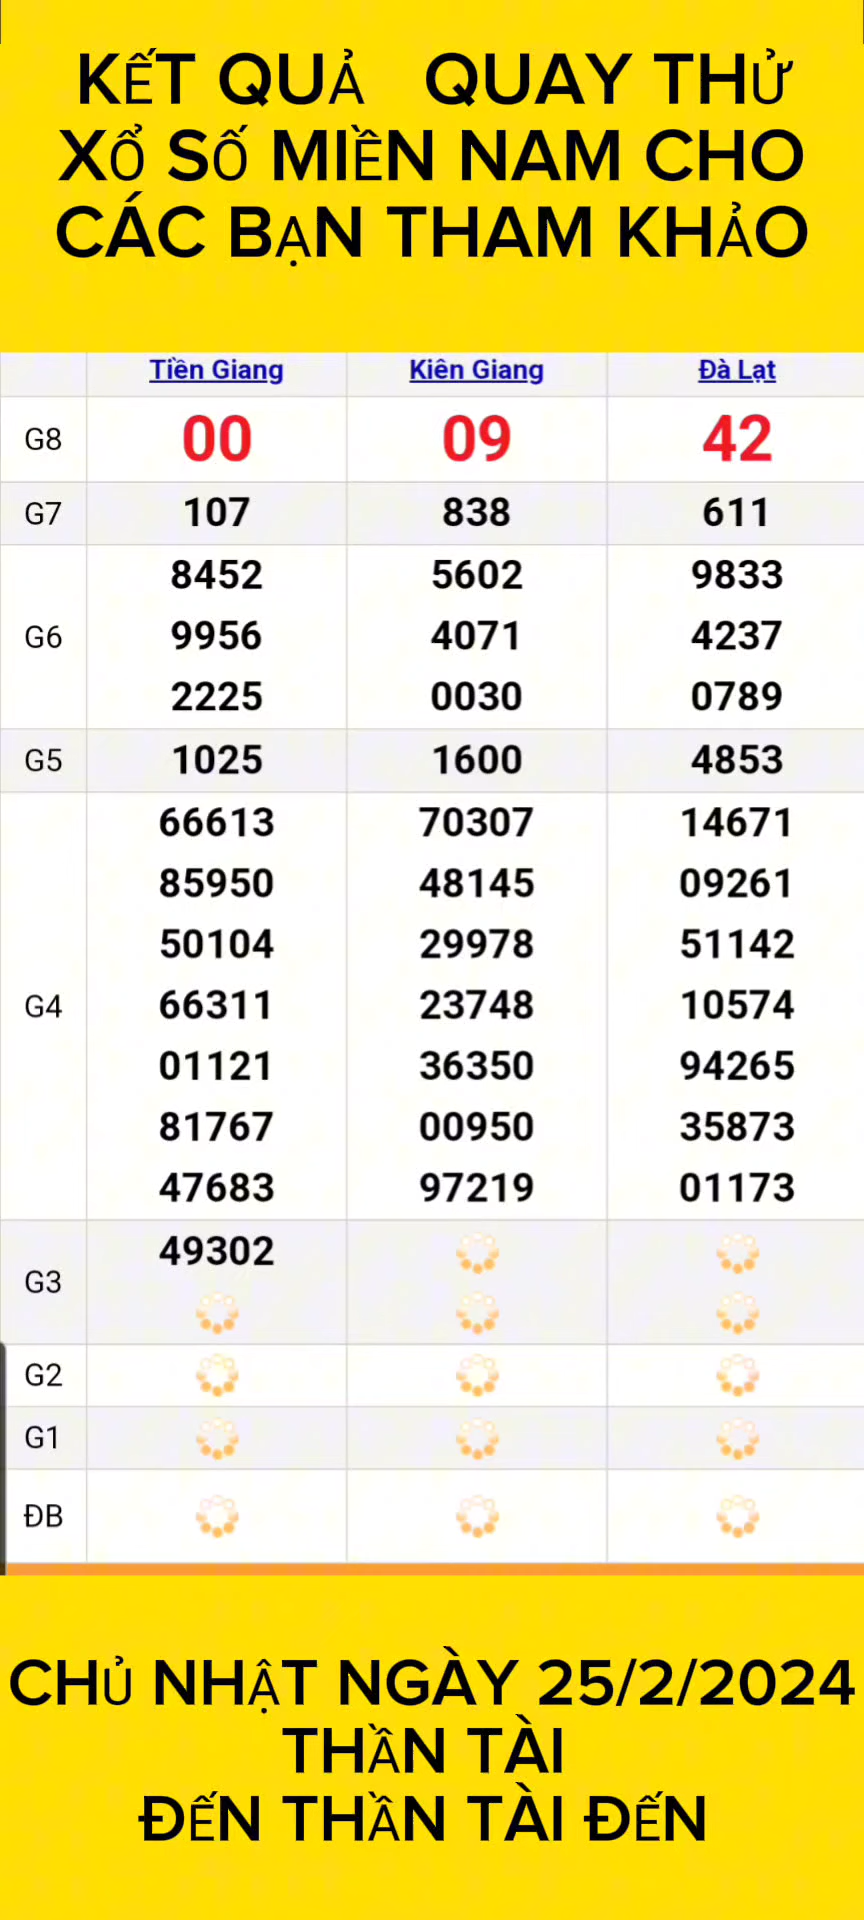 KẾT QUẢ QUAY THỬ
XỔ SỐ MIỀN NAM CHO
CÁC BẠN THAM KHẢO
Tiền Giang Kiên Giang Đà Lạt
G8 00 09 42
G7 107 838 611
8452 5602 9833
G6 9956 4071 4237
2225 0030 0789
G5 1025 1600 4853
66613 70307 14671
85950 48145 09261
50104 29978 51142
G4 66311 23748 10574
01121 36350 94265
81767 00950 35873
47683 97219 01173
49302
G3
G2
G1
ĐB
CHỦ NHẬT NGÀY 25/2/2024
THẦN TÀI
ĐẾN THẦN TÀI ĐẾN